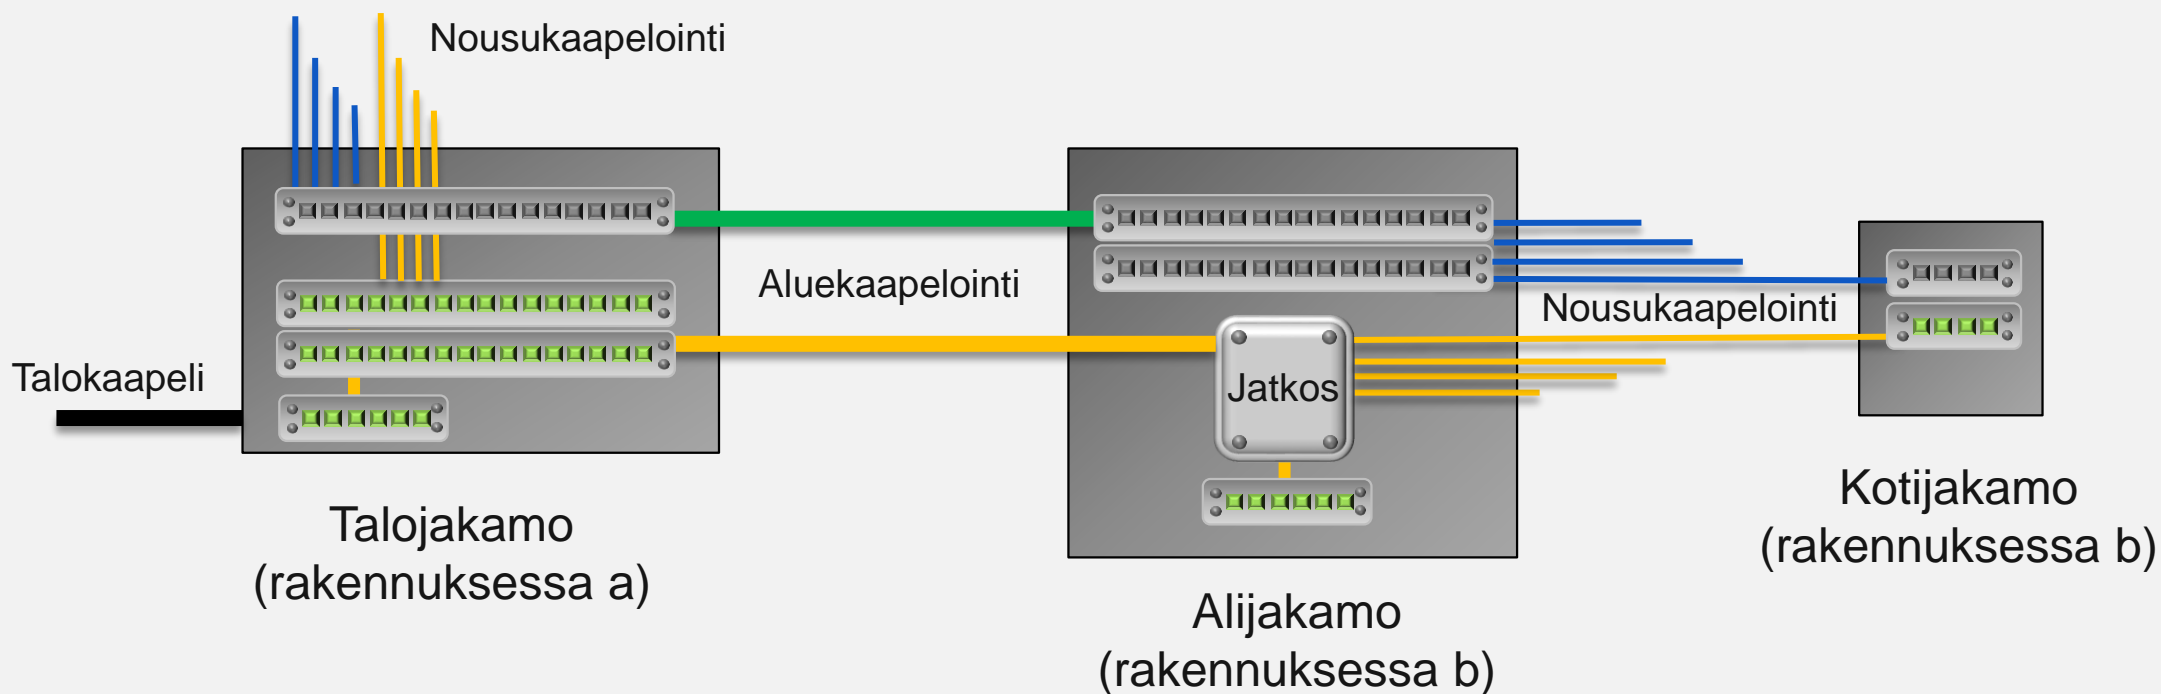 Nousukaapelointi
Aluekaapelointi
Nousukaapelointi
Talokaapeli
Jatkos
Talojakamo
(rakennuksessa a)
Alijakamo
(rakennuksessa b)
Kotijakamo
(rakennuksessa b)